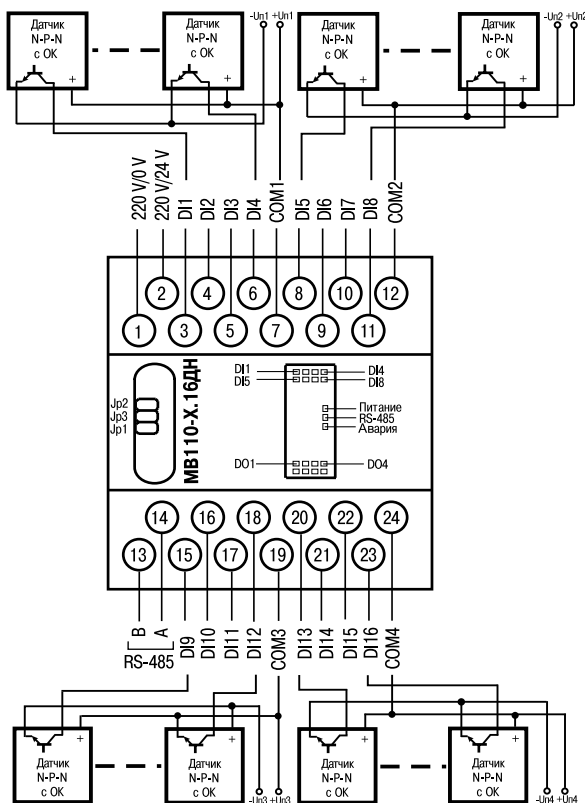 Датчик
N-P-N
с ОК
+
Датчик
N-P-N
с ОК
+
-Uп1 +Uп1
Датчик
N-P-N
с ОК
+
Датчик
N-P-N
с ОК
+
-Uп2 +Uп2
220 V/0 V
220 V/24 V
DI1
DI2
DI3
DI4
COM1
DI5
DI6
DI7
DI8
COM2
2 4 6 8 10 12
1 3 5 7 9 11
Jp2
Jp3
Jp1
МВ110-Х.16ДН
DI1 DI4
DI5 DI8
Питание
RS-485
Авария
DO1 DO4
14 16 18 20 22 24
13 15 17 19 21 23
B
A
RS-485
DI9
DI10
DI11
DI12
COM3
DI13
DI14
DI15
DI16
COM4
+
Датчик
N-P-N
с ОК
+
Датчик
N-P-N
с ОК
-Uп3 +Uп3
+
Датчик
N-P-N
с ОК
+
Датчик
N-P-N
с ОК
-Uп4 +Uп4